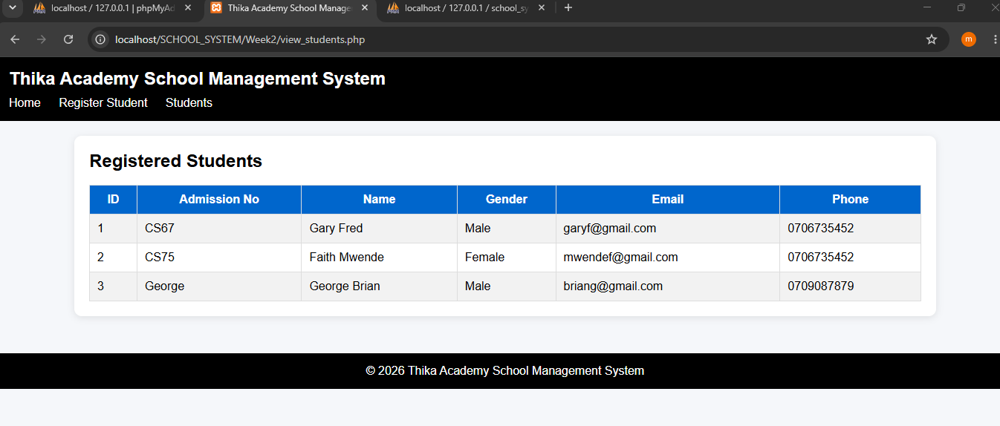 localhost / 127.0.0.1 | phpMyAd
Thika Academy School Manage
localhost / 127.0.0.1 / school_sy
localhost/SCHOOL_SYSTEM/Week2/view_students.php
m
Thika Academy School Management System
Home Register Student Students
Registered Students
ID Admission No Name Gender Email Phone
1 CS67 Gary Fred Male garyf@gmail.com 0706735452
2 CS75 Faith Mwende Female mwendef@gmail.com 0706735452
3 George George Brian Male briang@gmail.com 0709087879
© 2026 Thika Academy School Management System